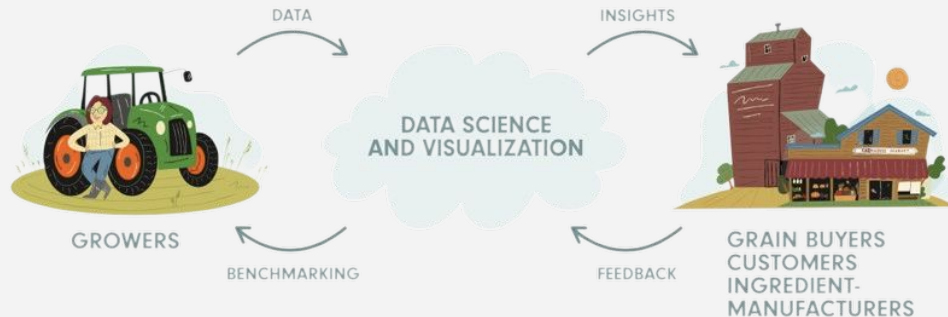 DATA
INSIGHTS
DATA SCIENCE
AND VISUALIZATION
GROWERS
BENCHMARKING
FEEDBACK
GRAIN BUYERS
CUSTOMERS
INGREDIENT-
MANUFACTURERS